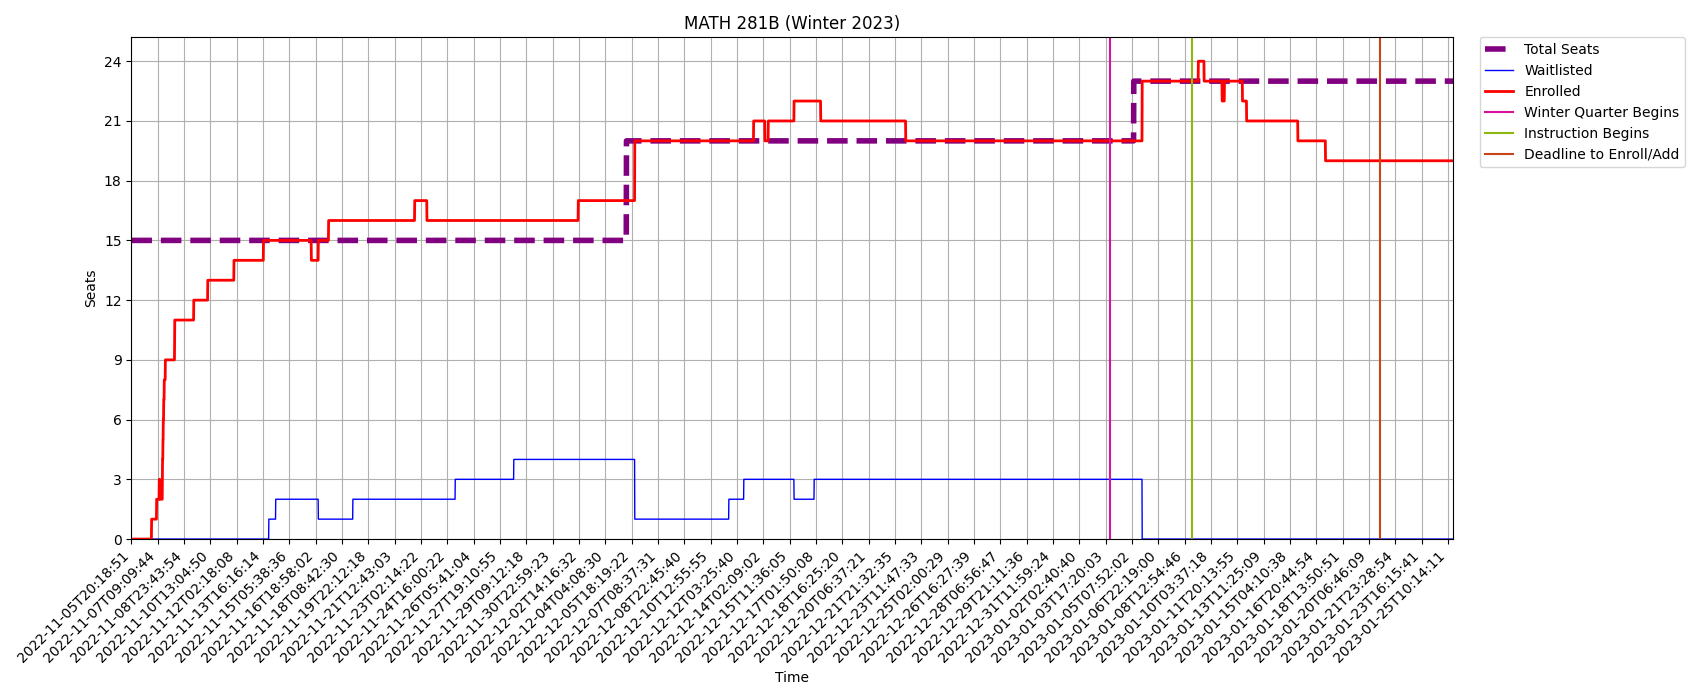 MATH 281B (Winter 2023)
Total Seats
Waitlisted
Enrolled
Winter Quarter Begins
Instruction Begins
Deadline to Enroll/Add
Seats
24
21
18
15
12
9
6
3
0
2022-11-05T20:18:51
2022-11-07T09:09:44
2022-11-08T23:43:54
2022-11-10T13:04:50
2022-11-12T02:18:08
2022-11-13T16:16:14
2022-11-15T05:38:36
2022-11-16T18:58:02
2022-11-18T08:42:30
2022-11-19T22:12:18
2022-11-21T12:43:03
2022-11-23T02:14:22
2022-11-24T16:00:22
2022-11-26T05:41:04
2022-11-27T19:10:55
2022-11-29T09:12:18
2022-11-30T22:59:23
2022-12-02T14:16:32
2022-12-04T04:08:30
2022-12-05T18:19:22
2022-12-07T08:37:31
2022-12-08T22:45:40
2022-12-10T12:55:55
2022-12-12T03:25:40
2022-12-14T02:09:02
2022-12-15T11:36:05
2022-12-17T01:50:08
2022-12-18T16:25:20
2022-12-20T06:37:21
2022-12-21T21:32:35
2022-12-23T11:47:33
2022-12-25T02:00:29
2022-12-26T16:27:39
2022-12-28T06:56:47
2022-12-29T21:11:36
2022-12-31T11:59:24
2023-01-02T02:40:40
2023-01-03T17:20:03
2023-01-05T07:52:02
2023-01-06T22:19:00
2023-01-08T12:54:46
2023-01-10T03:37:18
2023-01-11T20:13:55
2023-01-13T11:25:09
2023-01-15T04:10:38
2023-01-16T20:44:54
2023-01-18T13:50:51
2023-01-20T06:46:09
2023-01-21T23:28:54
2023-01-23T16:15:41
2023-01-25T10:14:11
Time